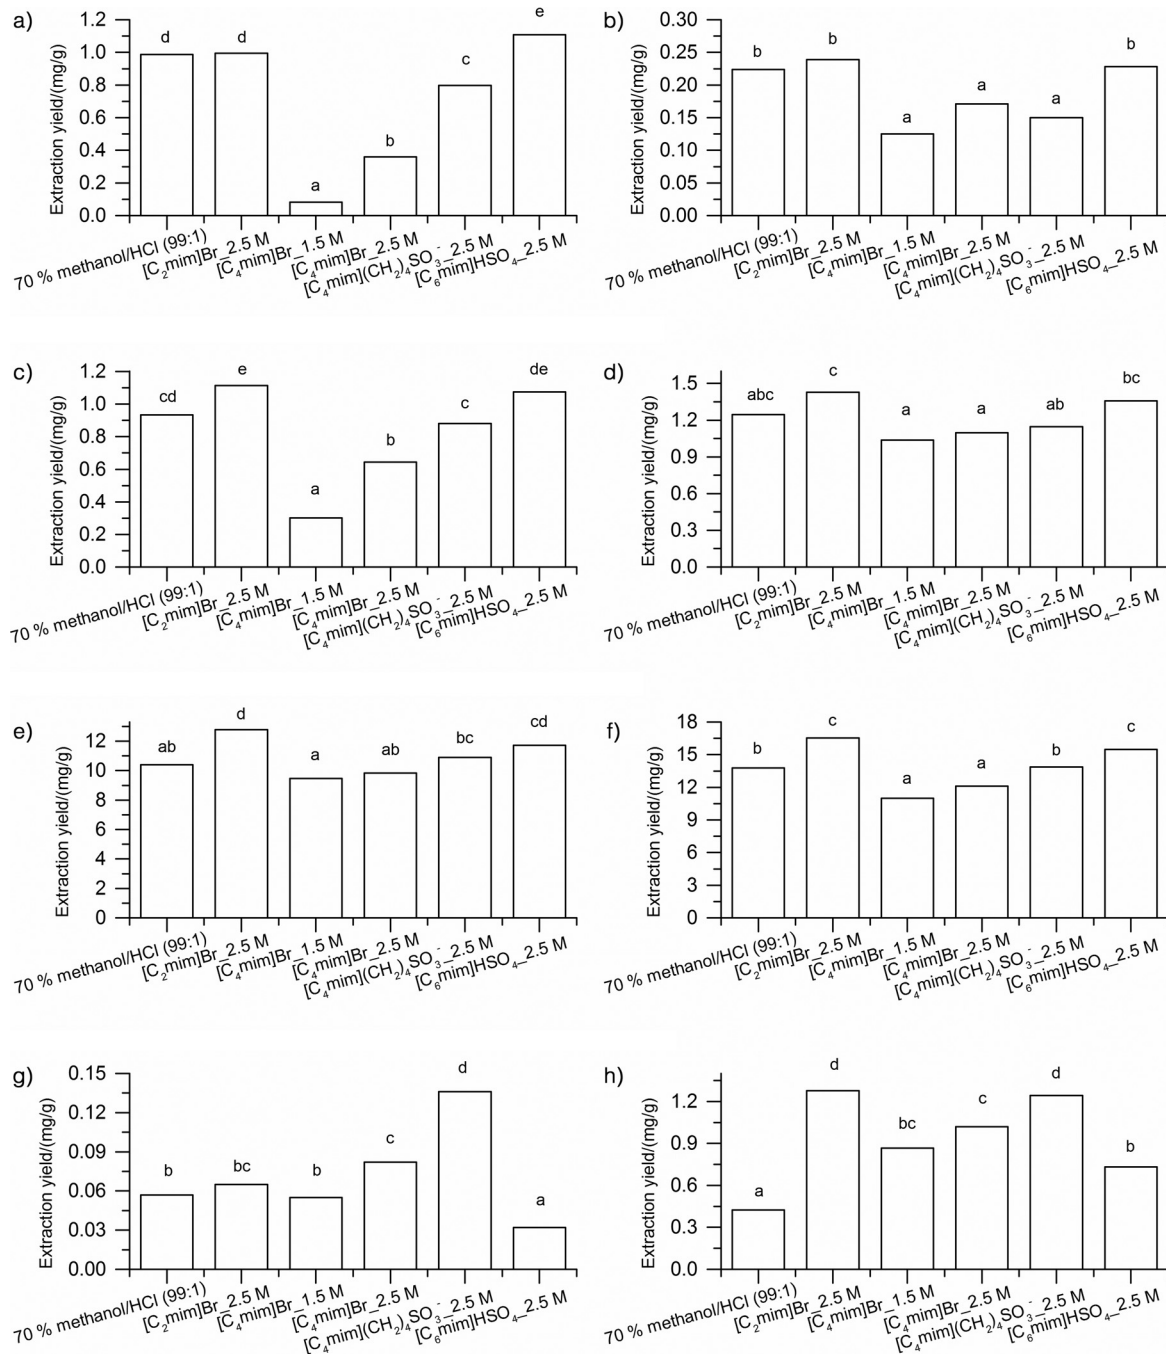 a)
Extraction yield/(mg/g)
1.2
1.0
0.8
0.6
0.4
0.2
0.0
d
d
a
b
c
e
70 % methanol/HCl (99:1)
[C2mim]Br_2.5 M
[C4mim]Br_1.5 M
[C4mim]Br_2.5 M
[C4mim](CH2)4SO3-_2.5 M
[C6mim]HSO4_2.5 M
b)
Extraction yield/(mg/g)
0.30
0.25
0.20
0.15
0.10
0.05
0.00
b
b
a
a
a
b
70 % methanol/HCl (99:1)
[C2mim]Br_2.5 M
[C4mim]Br_1.5 M
[C4mim]Br_2.5 M
[C4mim](CH2)4SO3-_2.5 M
[C6mim]HSO4_2.5 M
c)
Extraction yield/(mg/g)
1.2
1.0
0.8
0.6
0.4
0.2
0.0
cd
e
a
b
c
de
70 % methanol/HCl (99:1)
[C2mim]Br_2.5 M
[C4mim]Br_1.5 M
[C4mim]Br_2.5 M
[C4mim](CH2)4SO3-_2.5 M
[C6mim]HSO4_2.5 M
d)
Extraction yield/(mg/g)
1.5
1.2
0.9
0.6
0.3
0.0
abc
c
a
a
ab
bc
70 % methanol/HCl (99:1)
[C2mim]Br_2.5 M
[C4mim]Br_1.5 M
[C4mim]Br_2.5 M
[C4mim](CH2)4SO3-_2.5 M
[C6mim]HSO4_2.5 M
e)
Extraction yield/(mg/g)
12
10
8
6
4
2
0
ab
d
a
ab
bc
cd
70 % methanol/HCl (99:1)
[C2mim]Br_2.5 M
[C4mim]Br_1.5 M
[C4mim]Br_2.5 M
[C4mim](CH2)4SO3-_2.5 M
[C6mim]HSO4_2.5 M
f)
Extraction yield/(mg/g)
18
15
12
9
6
3
0
b
c
a
a
b
c
70 % methanol/HCl (99:1)
[C2mim]Br_2.5 M
[C4mim]Br_1.5 M
[C4mim]Br_2.5 M
[C4mim](CH2)4SO3-_2.5 M
[C6mim]HSO4_2.5 M
g)
Extraction yield/(mg/g)
0.15
0.12
0.09
0.06
0.03
0.00
b
bc
b
c
d
a
70 % methanol/HCl (99:1)
[C2mim]Br_2.5 M
[C4mim]Br_1.5 M
[C4mim]Br_2.5 M
[C4mim](CH2)4SO3-_2.5 M
[C6mim]HSO4_2.5 M
h)
Extraction yield/(mg/g)
1.2
0.9
0.6
0.3
0.0
a
d
bc
c
d
b
70 % methanol/HCl (99:1)
[C2mim]Br_2.5 M
[C4mim]Br_1.5 M
[C4mim]Br_2.5 M
[C4mim](CH2)4SO3-_2.5 M
[C6mim]HSO4_2.5 M